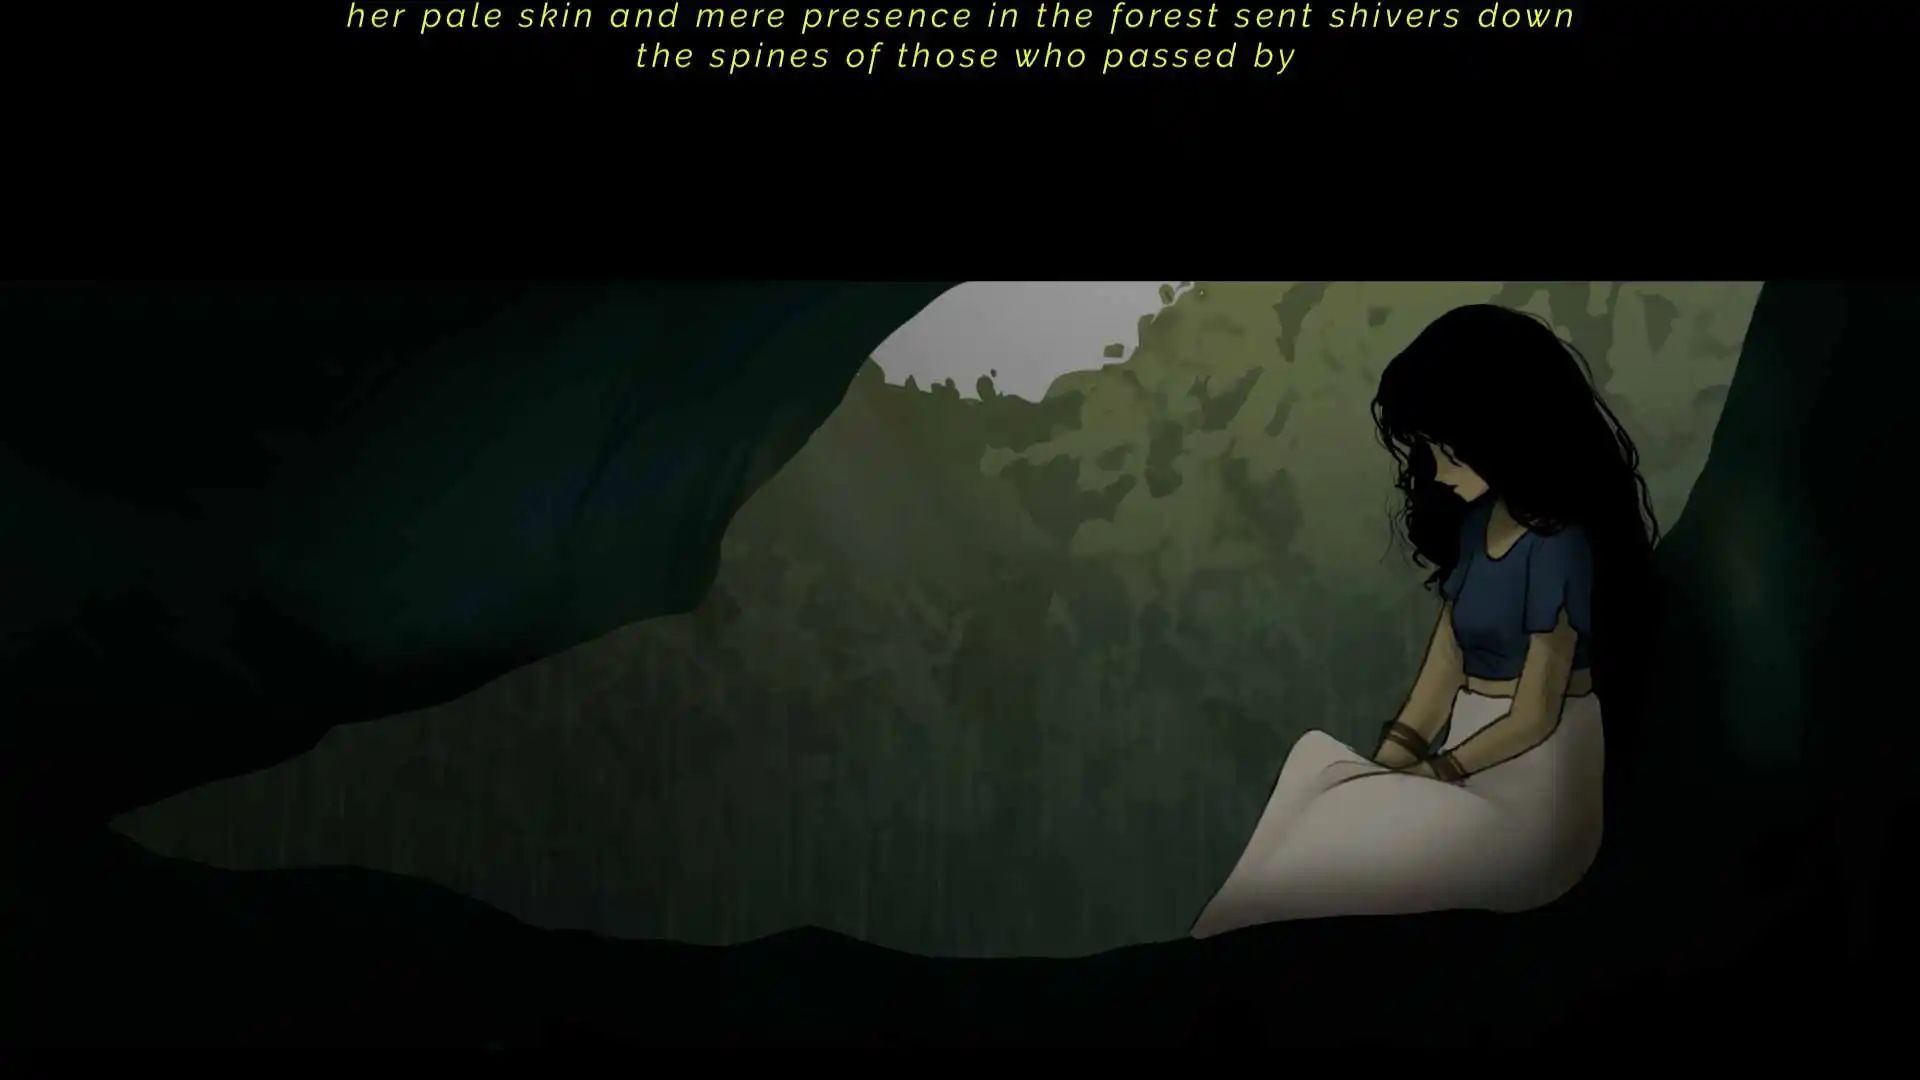 her pale skin and mere presence in the forest sent shivers down
the spines of those who passed by